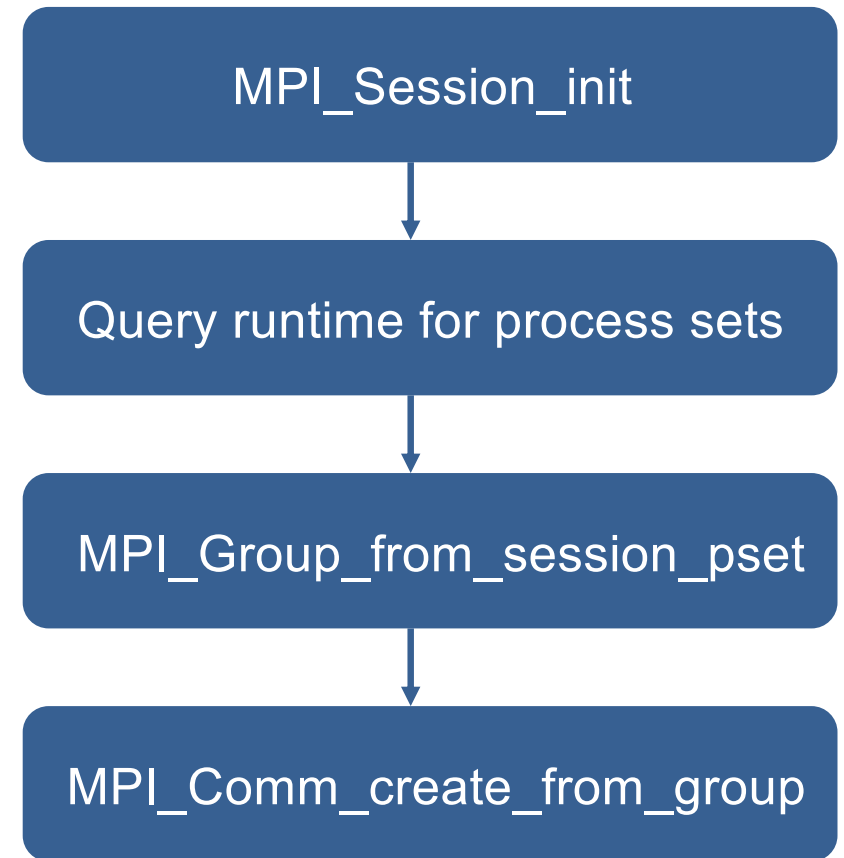 MPI_Session_init
Query runtime for process sets
MPI_Group_from_session_pset
MPI_Comm_create_from_group